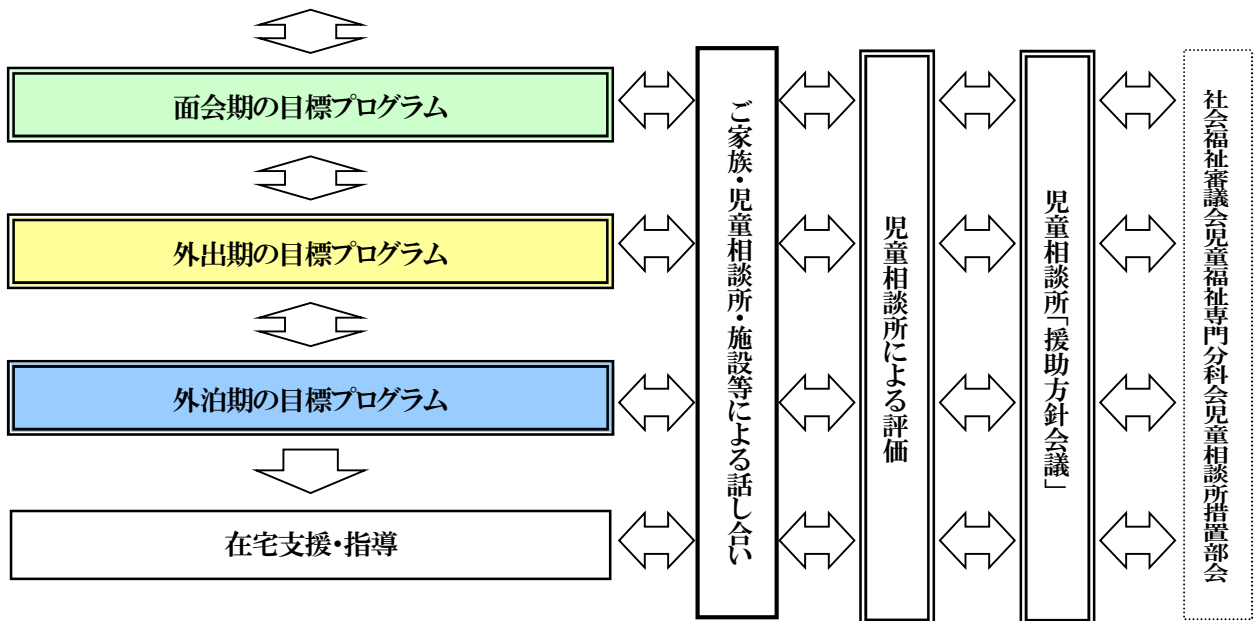 面会期の目標プログラム
外出期の目標プログラム
外泊期の目標プログラム
在宅支援・指導
ご家族・児童相談所・施設等による話し合い
児童相談所による評価
児童相談所「援助方針会議」
社会福祉審議会児童福祉専門分科会児童相談所措置部会